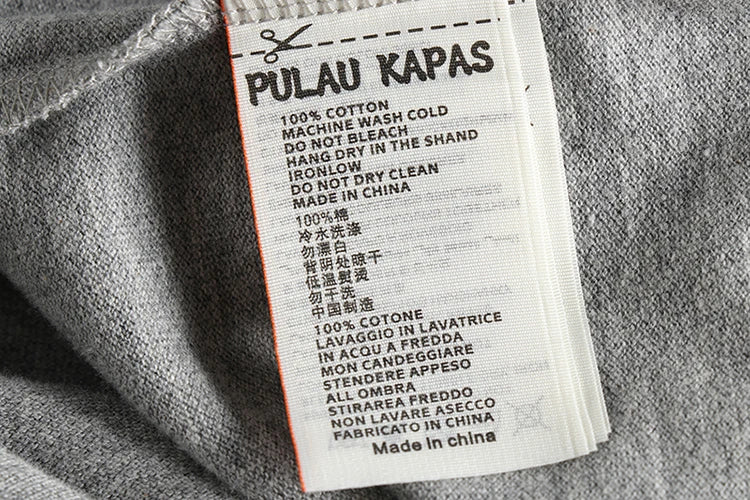 PULAU KAPAS
100% COTTON
MACHINE WASH COLD
DO NOT BLEACH
HANG DRY IN THE SHAND
IRONLOW
DO NOT DRY CLEAN
MADE IN CHINA
100%棉
冷水洗涤
勿漂白
背阴处晾干
低温熨烫
勿干洗
中国制造
100% COTONE
LAVAGGIO IN LAVATRICE
IN ACQU A FREDDA
MON CANDEGGIARE
STENDERE APPESO
ALL OMBRA
STIRAREA FREDDO
NON LAVARE ASECCO
FABRICATO IN CHINA
Made in china